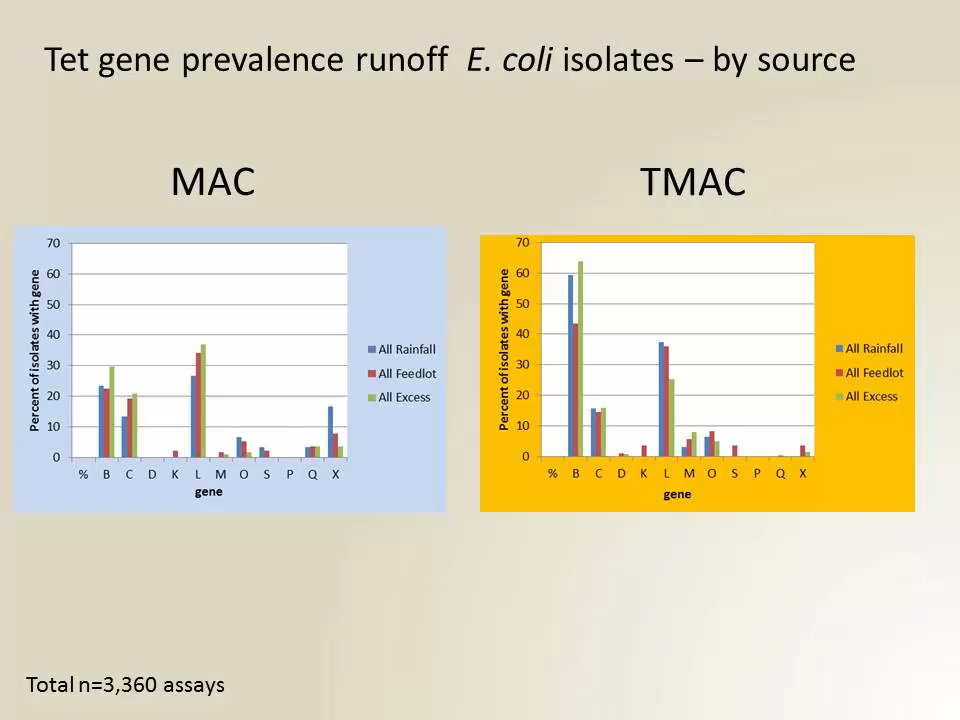 Tet gene prevalence runoff E. coli isolates – by source
MAC
TMAC
70
60
50
40
30
20
10
0
Percent of isolates with gene
% B C D K L M O S P Q X
gene
All Rainfall
All Feedlot
All Excess
70
60
50
40
30
20
10
0
Percent of isolates with gene
% B C D K L M O S P Q X
gene
All Rainfall
All Feedlot
All Excess
Total n=3,360 assays